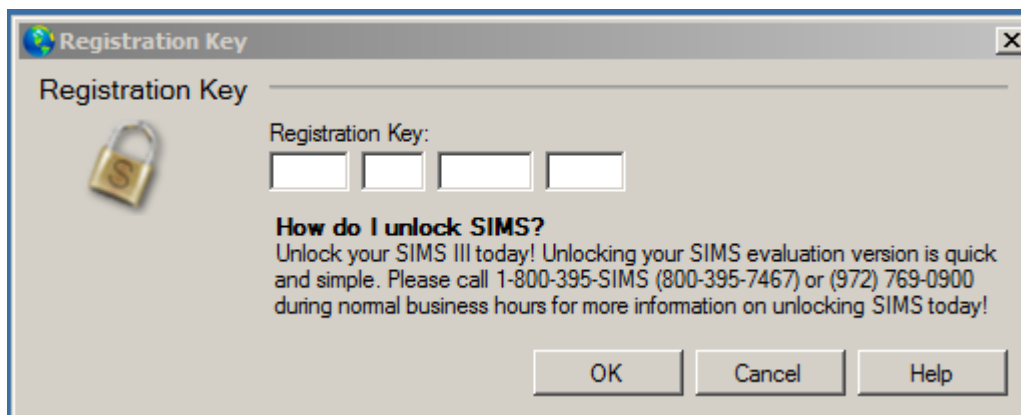 Registration Key
Registration Key
Registration Key:
S
How do I unlock SIMS?
Unlock your SIMS III today! Unlocking your SIMS evaluation version is quick
and simple. Please call 1-800-395-SIMS (800-395-7467) or (972) 769-0900
during normal business hours for more information on unlocking SIMS today!
OK Cancel Help